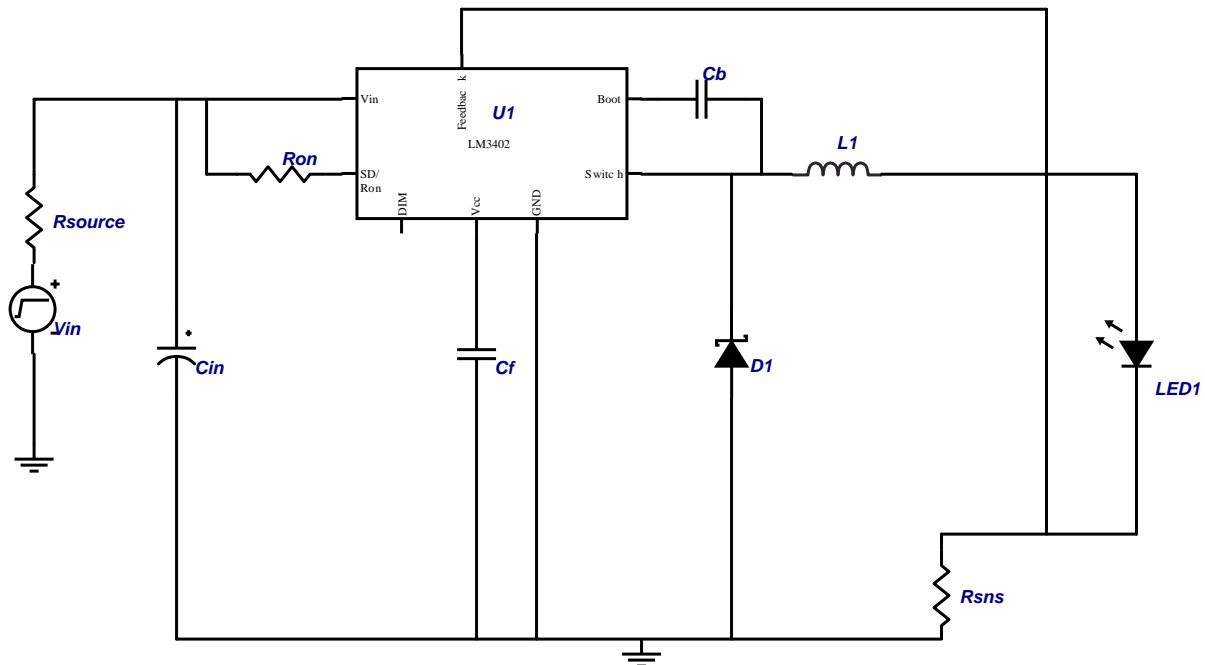 Cb
Feedbac k
Vin
U1
Boot
L1
LM3402
Ron
SD/
Ron
Switc h
DIM
Vcc
GND
Rsource
+
Vin
-
+
Cin
Cf
D1
LED1
Rsns